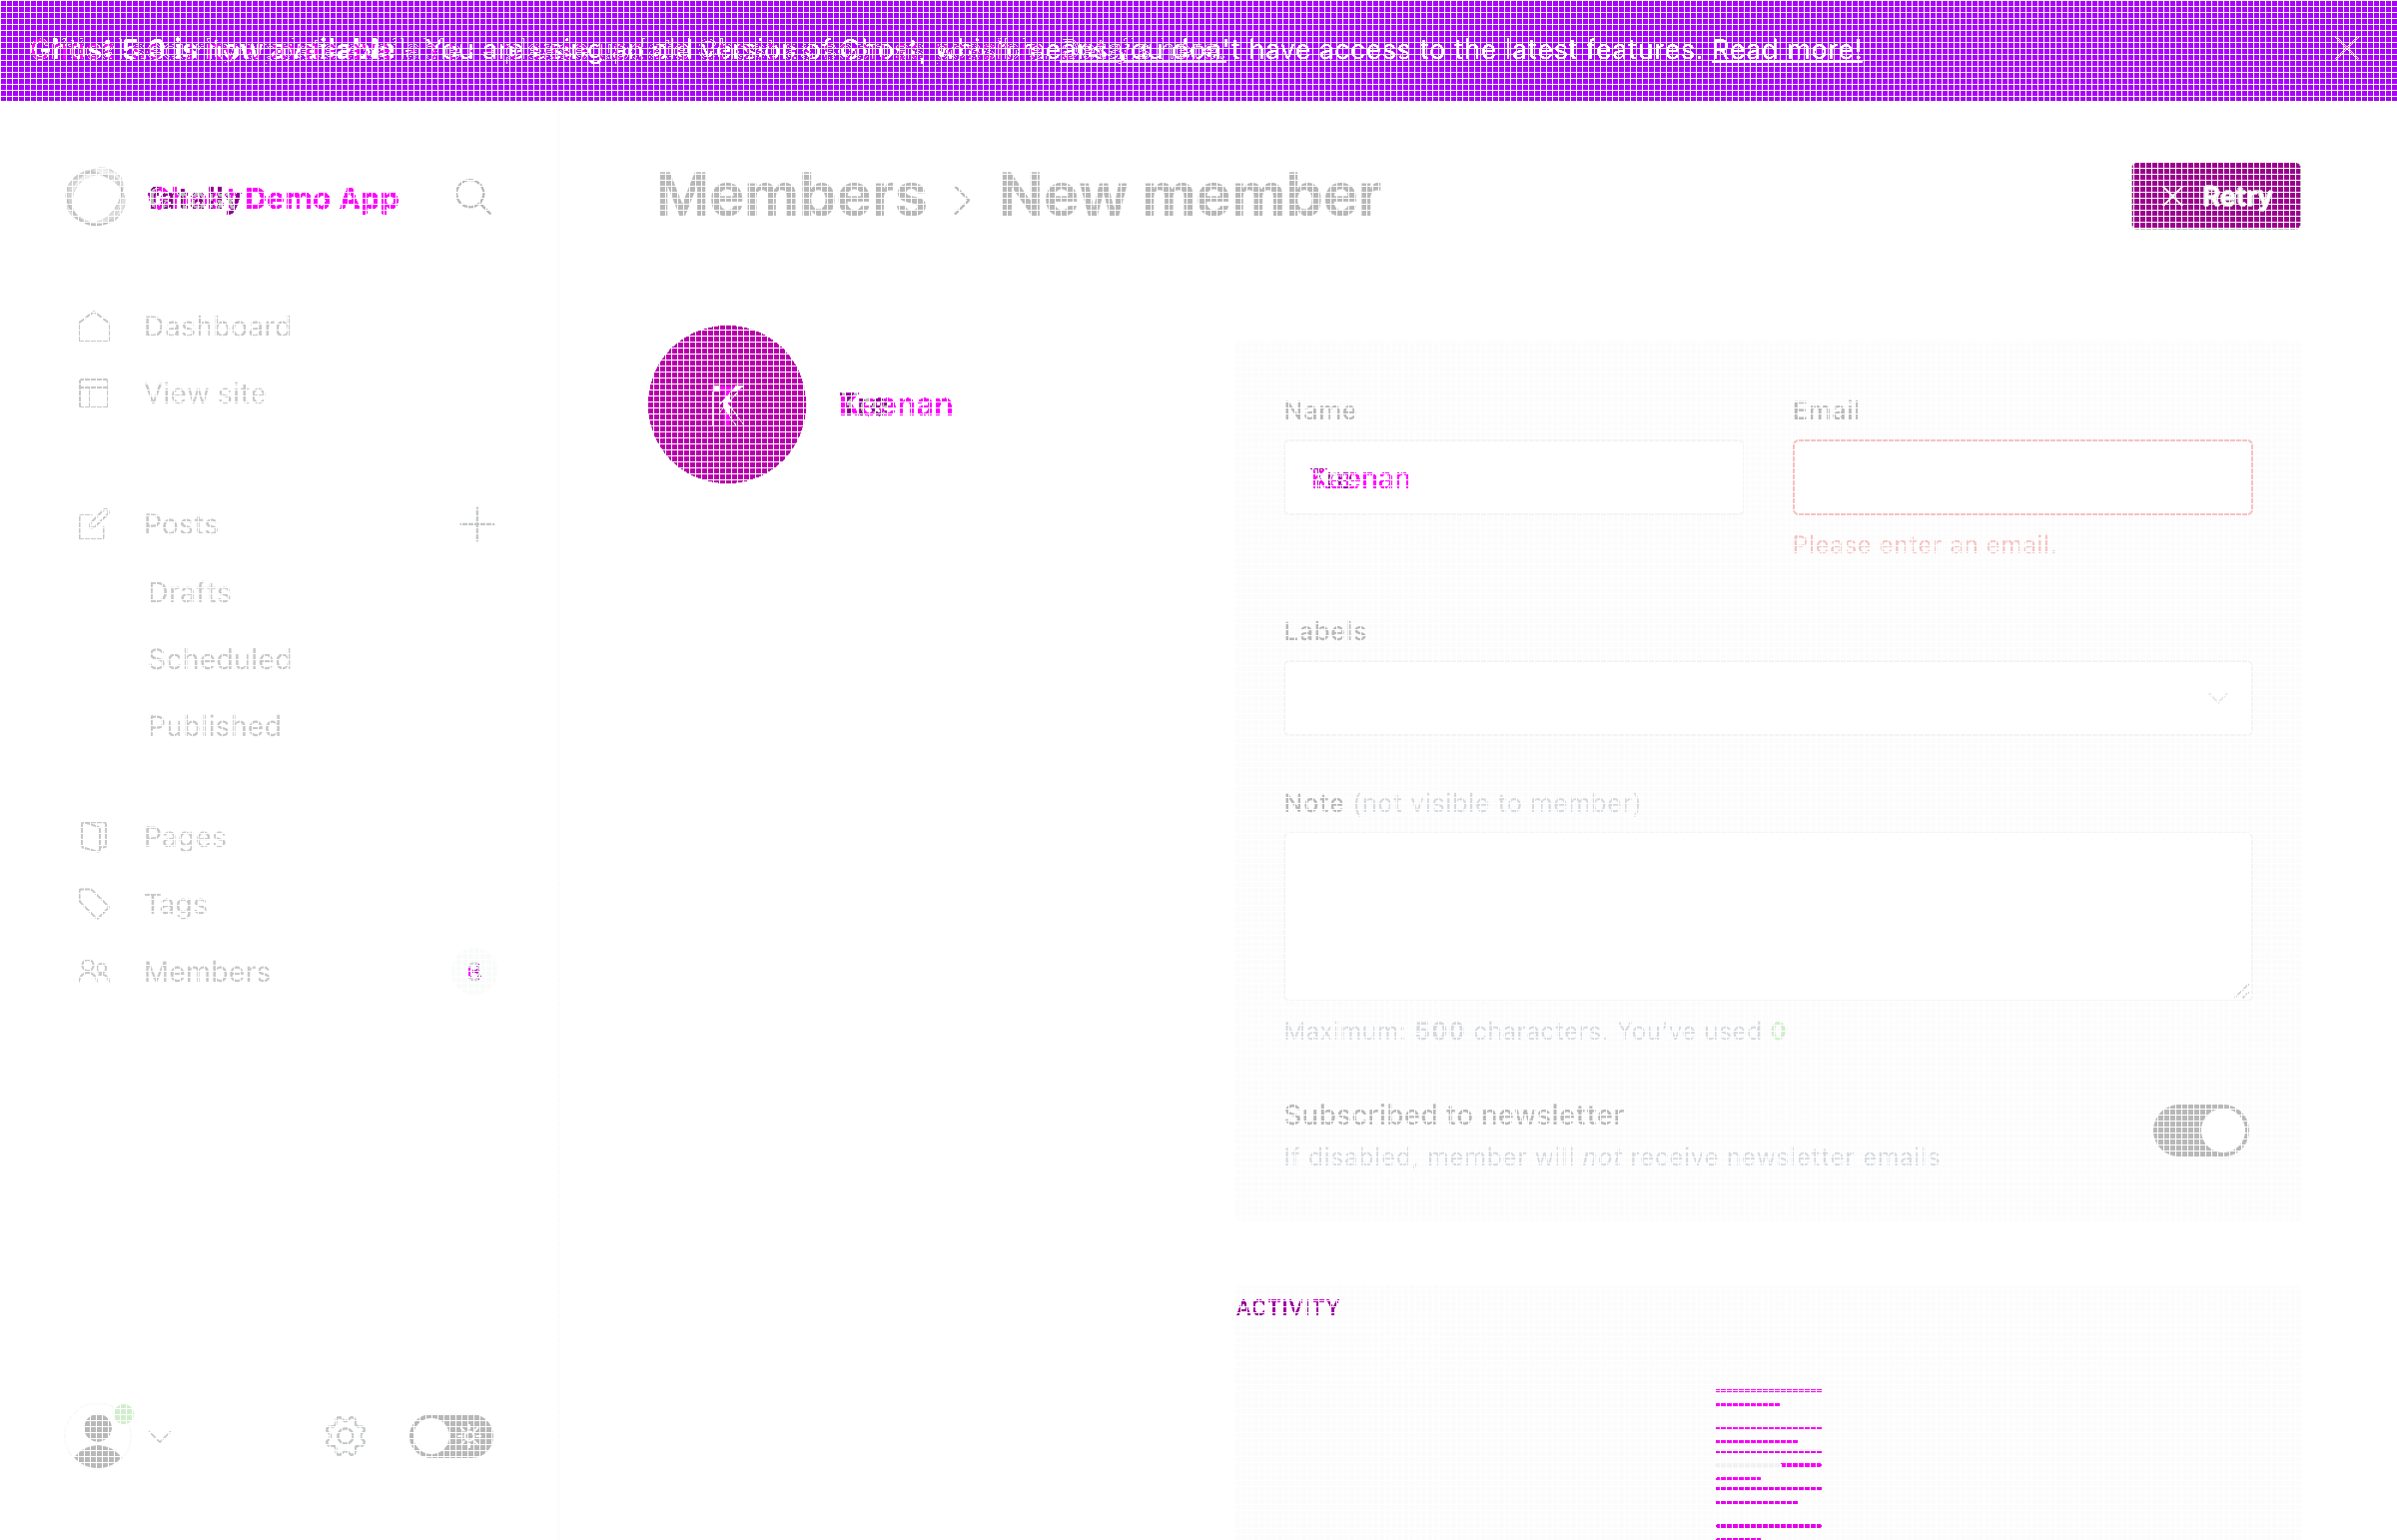 don't have access to the latest features. Read more!
Demo App
Members > New member
Retry
Dashboard
View site
Keenan
Name
Email
Keenan
Please enter an email.
Posts
Drafts
Scheduled
Published
Labels
Note (not visible to member)
Pages
Tags
Members
Maximum: 500 characters. You've used 0
Subscribed to newsletter
If disabled, member will not receive newsletter emails
ACTIVITY